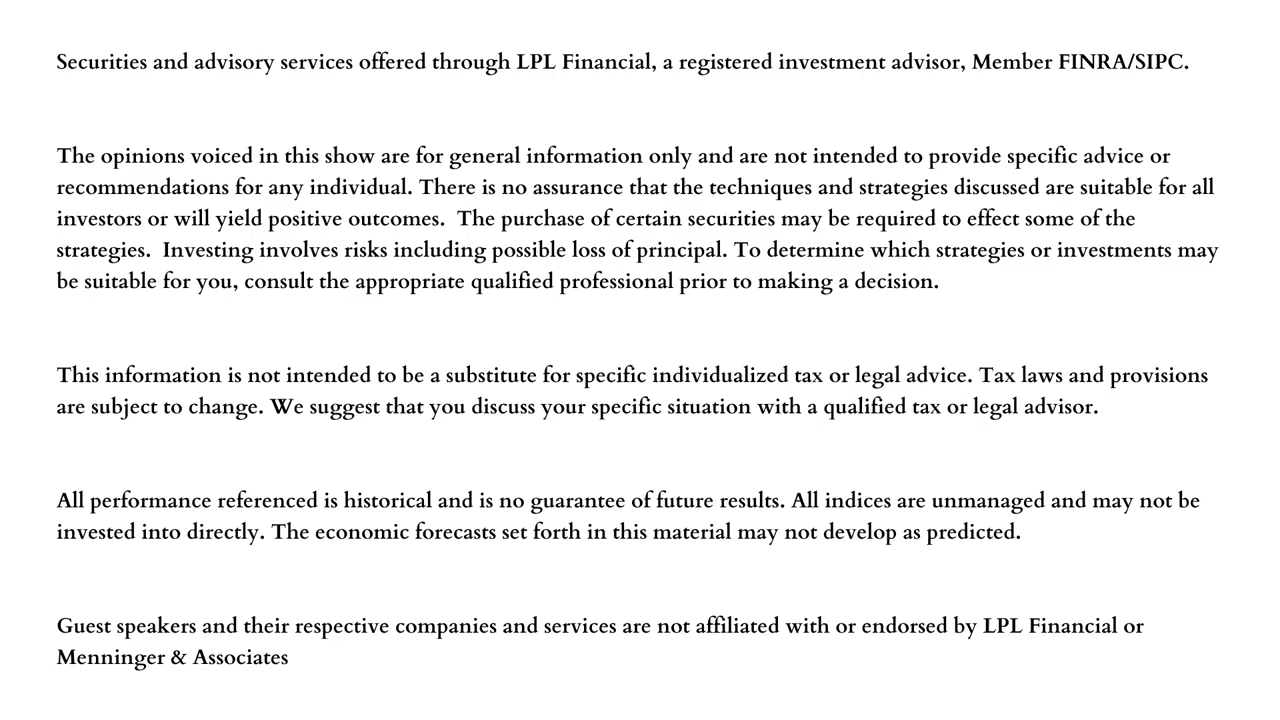 Securities and advisory services offered through LPL Financial, a registered investment advisor, Member FINRA/SIPC.
The opinions voiced in this show are for general information only and are not intended to provide specific advice or
recommendations for any individual. There is no assurance that the techniques and strategies discussed are suitable for all
investors or will yield positive outcomes.  The purchase of certain securities may be required to effect some of the
strategies.  Investing involves risks including possible loss of principal. To determine which strategies or investments may
be suitable for you, consult the appropriate qualified professional prior to making a decision.
This information is not intended to be a substitute for specific individualized tax or legal advice. Tax laws and provisions
are subject to change. We suggest that you discuss your specific situation with a qualified tax or legal advisor.
All performance referenced is historical and is no guarantee of future results. All indices are unmanaged and may not be
invested into directly. The economic forecasts set forth in this material may not develop as predicted.
Guest speakers and their respective companies and services are not affiliated with or endorsed by LPL Financial or
Menninger & Associates